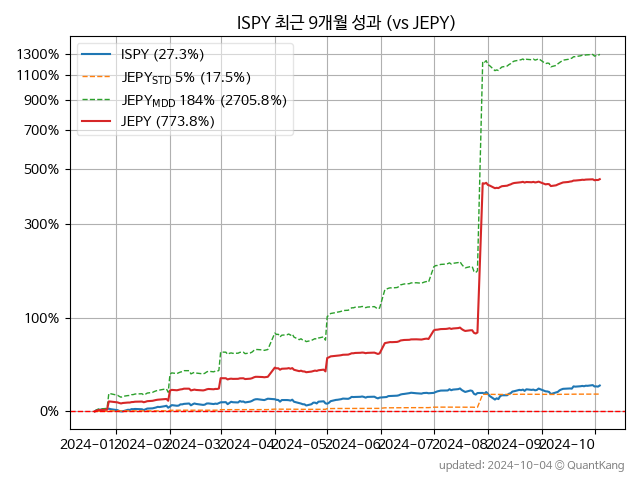 ISPY 최근 9개월 성과 (vs JEPY)
ISPY (27.3%)
JEPY_STD 5% (17.5%)
JEPY_MDD 184% (2705.8%)
JEPY (773.8%)
1300%
1100%
900%
700%
500%
300%
100%
0%
2024-01 2024-02 2024-03 2024-04 2024-05 2024-06 2024-07 2024-08 2024-09 2024-10
updated: 2024-10-04 © QuantKang